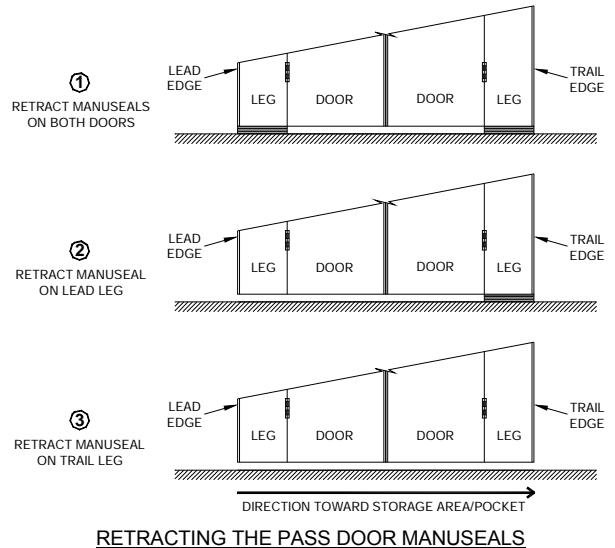 ①
RETRACT MANUSEALS
ON BOTH DOORS
LEAD
EDGE
LEG
DOOR
DOOR
LEG
TRAIL
EDGE
②
RETRACT MANUSEAL
ON LEAD LEG
LEAD
EDGE
LEG
DOOR
DOOR
LEG
TRAIL
EDGE
③
RETRACT MANUSEAL
ON TRAIL LEG
LEAD
EDGE
LEG
DOOR
DOOR
LEG
TRAIL
EDGE
DIRECTION TOWARD STORAGE AREA/POCKET
RETRACTING THE PASS DOOR MANUSEALS